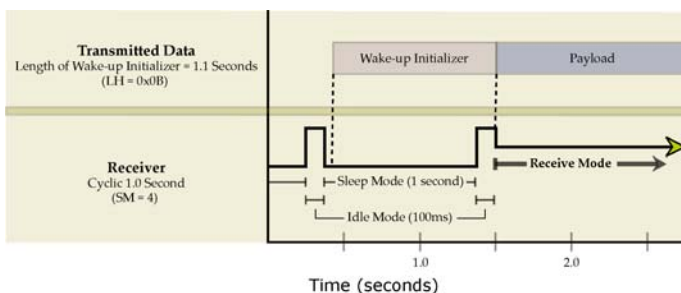 Transmitted Data
Length of Wake-up Initializer = 1.1 Seconds
(LH = 0x0B)
Wake-up Initializer
Payload
Receiver
Cyclic 1.0 Second
(SM = 4)
Sleep Mode (1 second)
Receive Mode
Idle Mode (100ms)
1.0
2.0
Time (seconds)